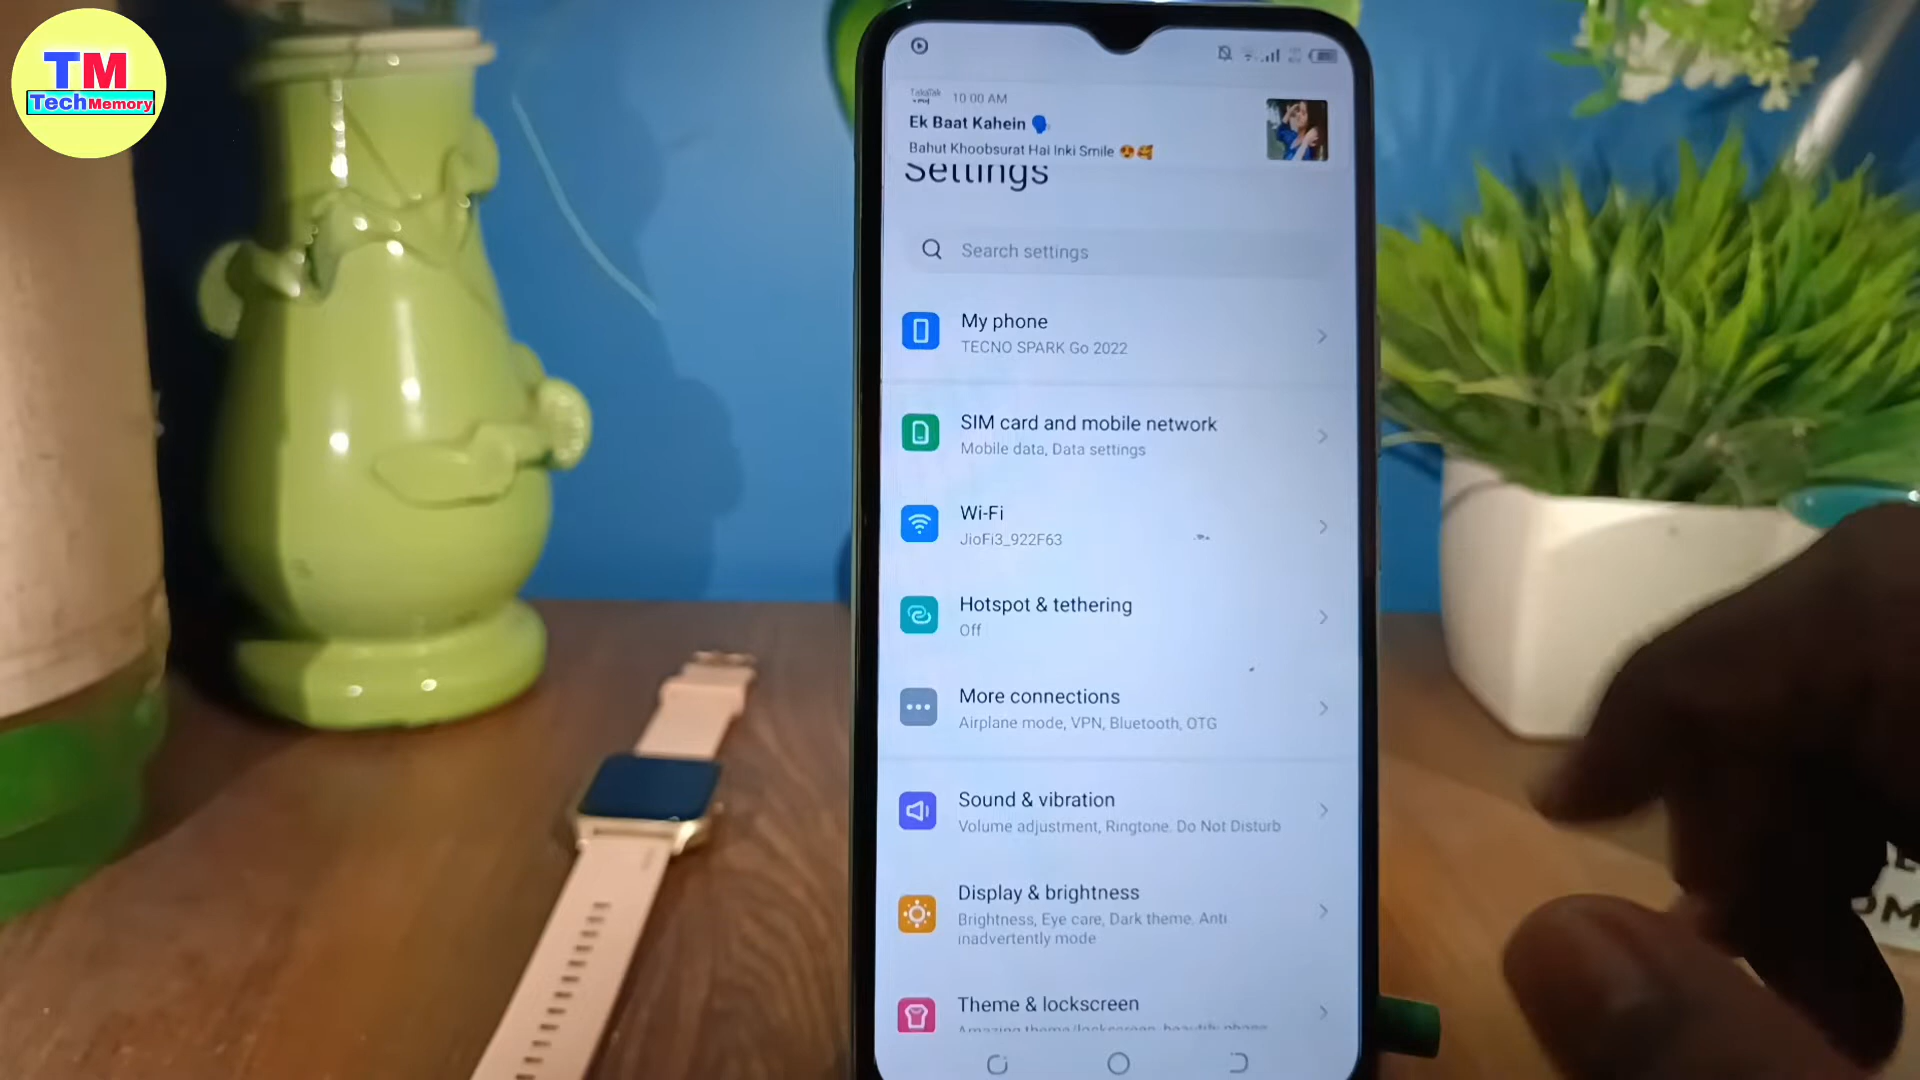 TM
TechMemory
TakaTak
10:00 AM
Ek Baat Kahein 🗣️
Bahut Khoobsurat Hai Inki Smile 😍🥰
Settings
Search settings
My phone
TECNO SPARK Go 2022
SIM card and mobile network
Mobile data, Data settings
Wi-Fi
JioFi3_922F63
Hotspot & tethering
Off
More connections
Airplane mode, VPN, Bluetooth, OTG
Sound & vibration
Volume adjustment, Ringtone, Do Not Disturb
Display & brightness
Brightness, Eye care, Dark theme, Anti
inadvertently mode
Theme & lockscreen